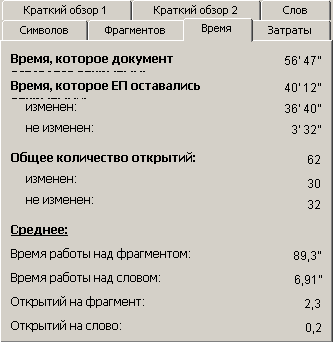 Краткий обзор 1 Краткий обзор 2 Слов
Символов Фрагментов Время Затраты
Время, которое документ 56' 47"
Время, которое ЕП оставались 40' 12"
изменен: 36' 40"
не изменен: 3' 32"
Общее количество открытий: 62
изменен: 30
не изменен: 32
Среднее:
Время работы над фрагментом: 89,3"
Время работы над словом: 6,91"
Открытий на фрагмент: 2,3
Открытий на слово: 0,2